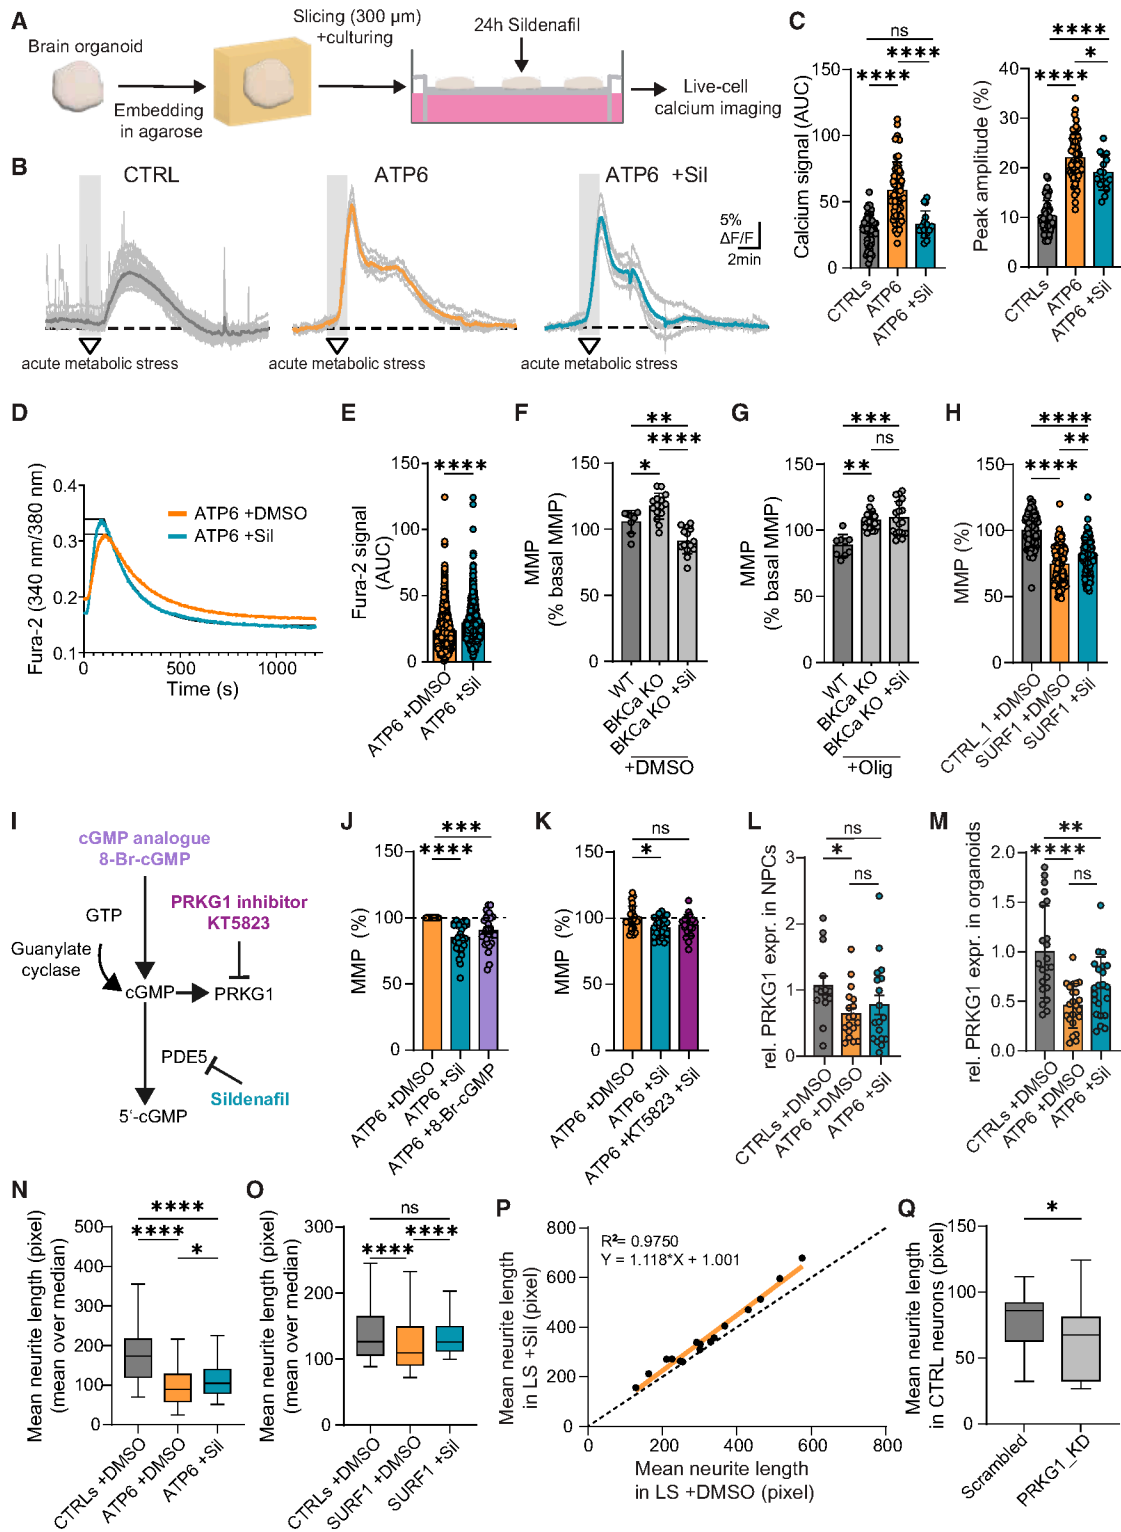 A
Brain organoid
Embedding
in agarose
Slicing (300 µm)
+culturing
24h Sildenafil
Live-cell
calcium imaging
B
CTRL
ATP6
ATP6 +Sil
5%
ΔF/F
2min
acute metabolic stress
acute metabolic stress
acute metabolic stress
C
Calcium signal (AUC)
150
100
50
0
ns
****
****
CTRLs
ATP6
ATP6 +Sil
Peak amplitude (%)
40
30
20
10
0
****
*
****
CTRLs
ATP6
ATP6 +Sil
D
Fura-2 (340 nm/380 nm)
0.4
0.3
0.2
0.1
ATP6 +DMSO
ATP6 +Sil
0
500
1000
Time (s)
E
Fura-2 signal
(AUC)
150
100
50
0
****
ATP6 +DMSO
ATP6 +Sil
F
MMP
(% basal MMP)
150
100
50
0
**
****
*
WT
BKCa KO
BKCa KO +Sil
+DMSO
G
MMP
(% basal MMP)
150
100
50
0
***
ns
**
WT
BKCa KO
BKCa KO +Sil
+Olig
H
MMP (%)
150
100
50
0
****
**
****
CTRL_1 +DMSO
SURF1 +DMSO
SURF1 +Sil
I
cGMP analogue
8-Br-cGMP
GTP
PRKG1 inhibitor
KT5823
Guanylate
cyclase
cGMP
PRKG1
PDE5
Sildenafil
5‘-cGMP
J
MMP (%)
150
100
50
0
***
****
ATP6 +DMSO
ATP6 +Sil
ATP6 +8-Br-cGMP
K
MMP (%)
150
100
50
0
ns
*
ATP6 +DMSO
ATP6 +Sil
ATP6 +KT5823 +Sil
L
rel. PRKG1 expr. in NPCs
3
2
1
0
ns
*
ns
CTRLs +DMSO
ATP6 +DMSO
ATP6 +Sil
M
rel. PRKG1 expr. in organoids
2.0
1.5
1.0
0.5
0.0
**
****
ns
CTRLs +DMSO
ATP6 +DMSO
ATP6 +Sil
N
Mean neurite length (pixel)
(mean over median)
500
400
300
200
100
0
****
****
*
CTRLs +DMSO
ATP6 +DMSO
ATP6 +Sil
O
Mean neurite length (pixel)
(mean over median)
300
200
100
0
ns
****
****
CTRLs +DMSO
SURF1 +DMSO
SURF1 +Sil
P
Mean neurite length
in LS +Sil (pixel)
800
600
400
200
0
R²= 0.9750
Y = 1.118*X + 1.001
0
200
400
600
800
Mean neurite length
in LS +DMSO (pixel)
Q
Mean neurite length
in CTRL neurons (pixel)
150
100
50
0
*
Scrambled
PRKG1_KD